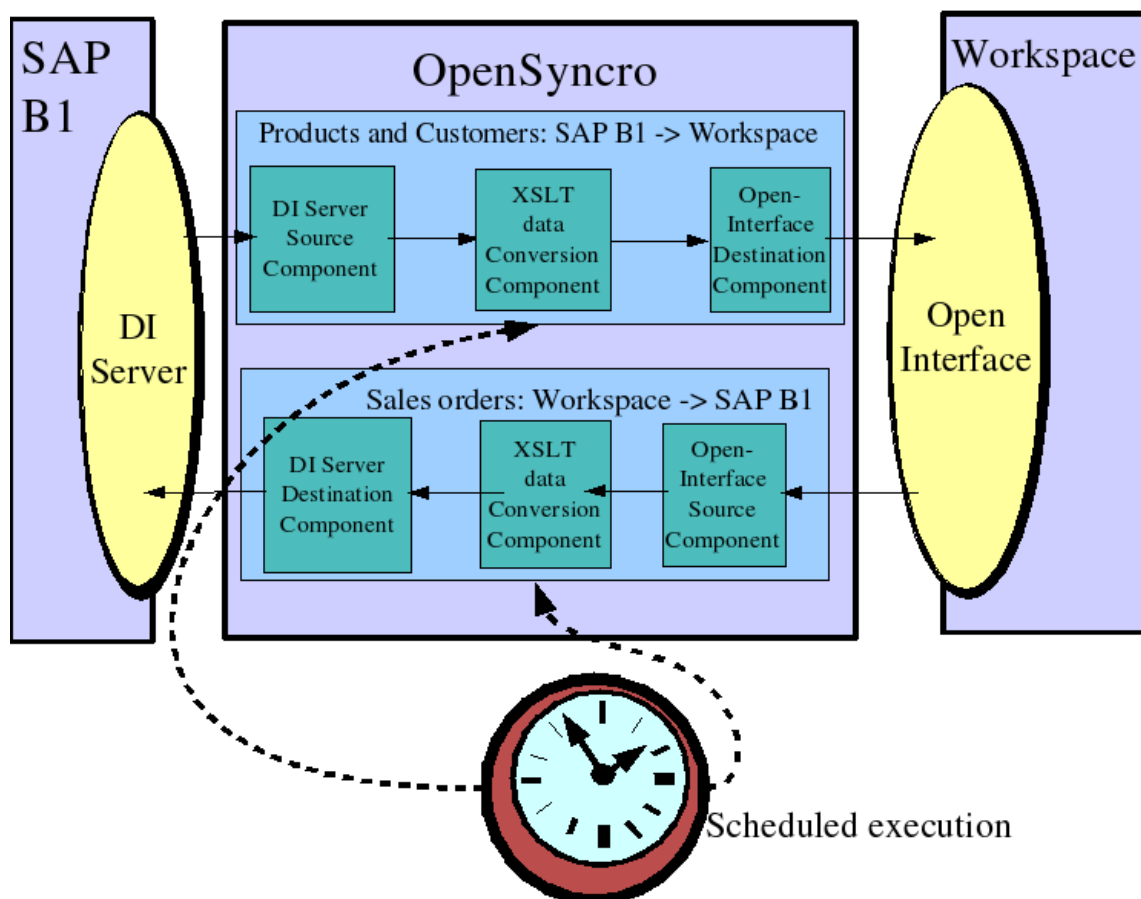 SAP
B1
OpenSyncro
Workspace
Products and Customers: SAP B1 -> Workspace
DI Server
Source
Component
XSLT
data
Conversion
Component
Open-
Interface
Destination
Component
DI
Server
Open
Interface
Sales orders: Workspace -> SAP B1
DI Server
Destination
Component
XSLT
data
Conversion
Component
Open-
Interface
Source
Component
Scheduled execution